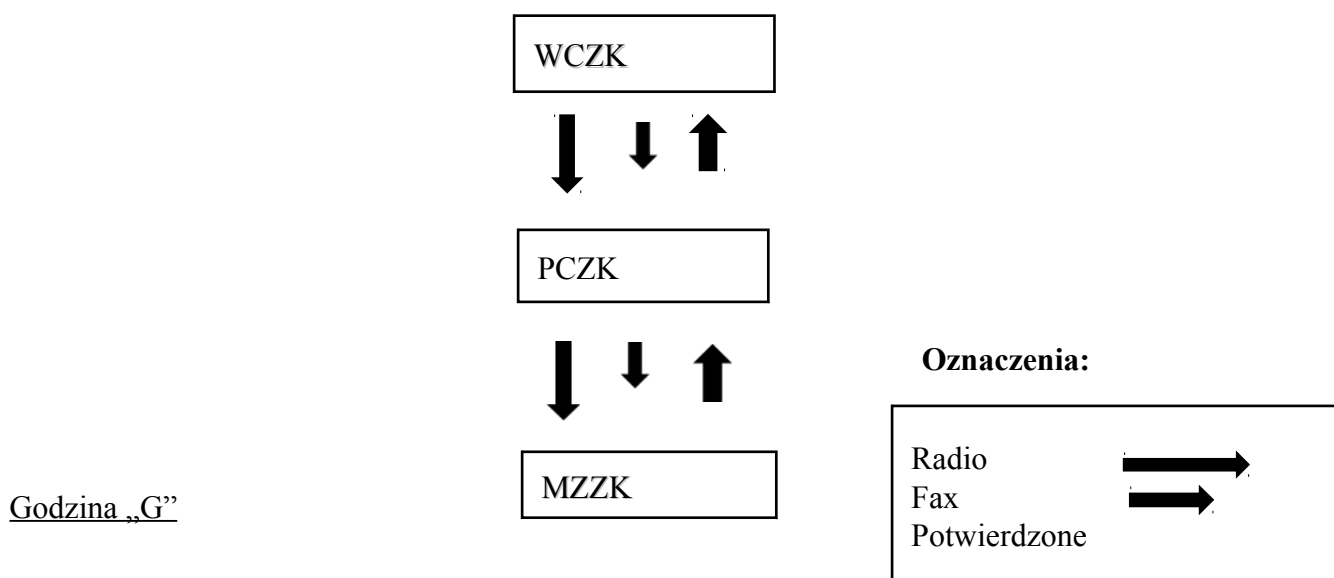 WCZK
PCZK
Oznaczenia:
Radio
Fax
Potwierdzone
MZZK
Godzina „G”